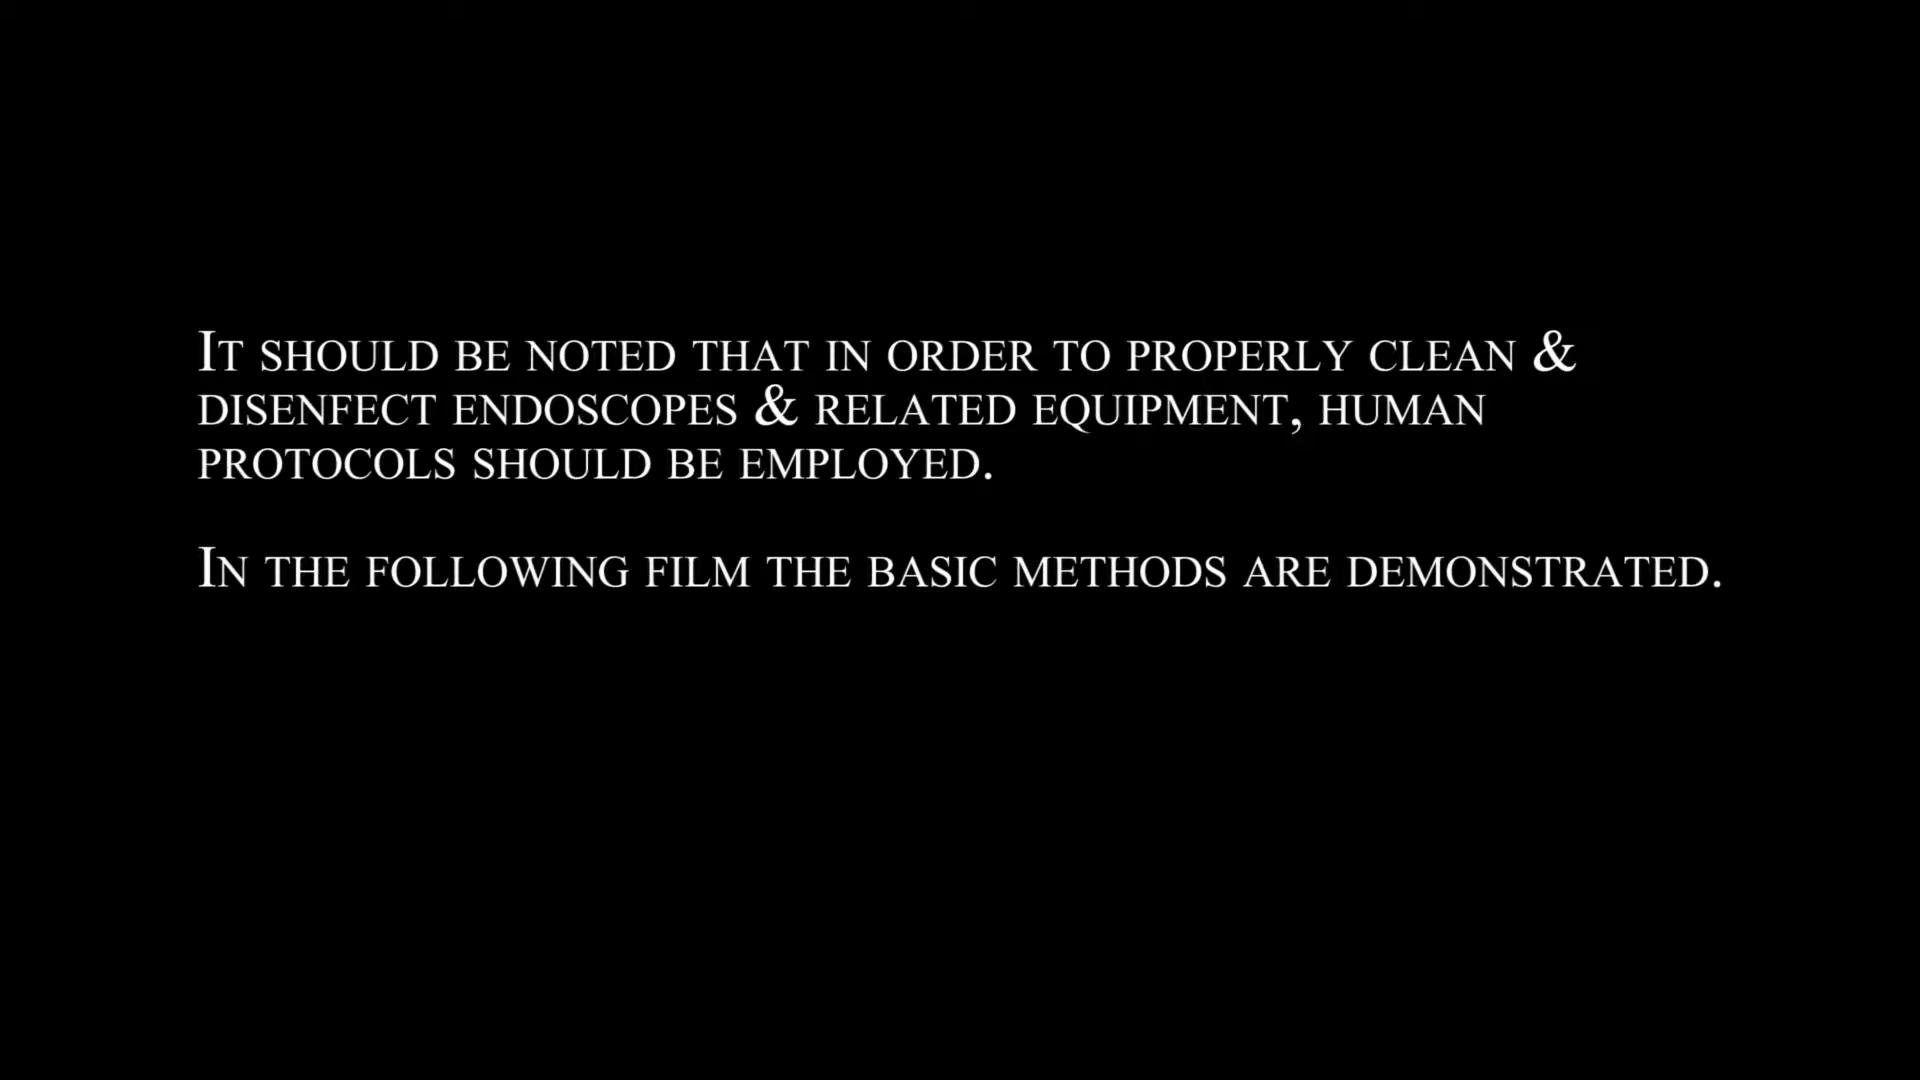 It should be noted that in order to properly clean &
disenfect endoscopes & related equipment, human
protocols should be employed.
In the following film the basic methods are demonstrated.